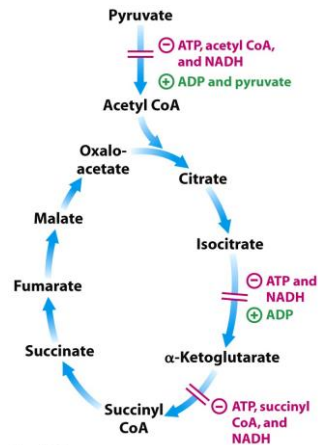 Pyruvate
⊖ ATP, acetyl CoA,
and NADH
⊕ ADP and pyruvate
Acetyl CoA
Oxalo-
acetate
Citrate
Malate
Isocitrate
Fumarate
⊖ ATP and
NADH
⊕ ADP
Succinate
α-Ketoglutarate
Succinyl
CoA
⊖ ATP, succinyl
CoA, and
NADH